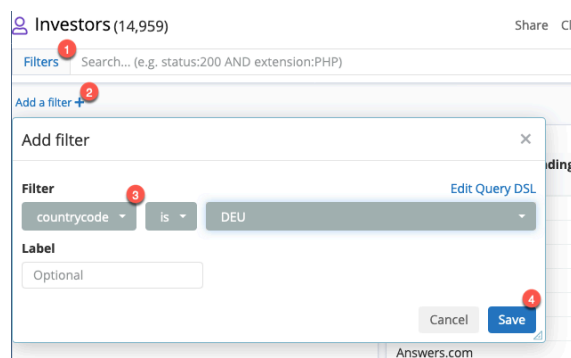 Investors (14,959)
Share
1
Filters
Search... (e.g. status:200 AND extension:PHP)
2
Add a filter +
Add filter
×
Filter
3
Edit Query DSL
countrycode
is
DEU
Label
Optional
4
Cancel
Save
Answers.com